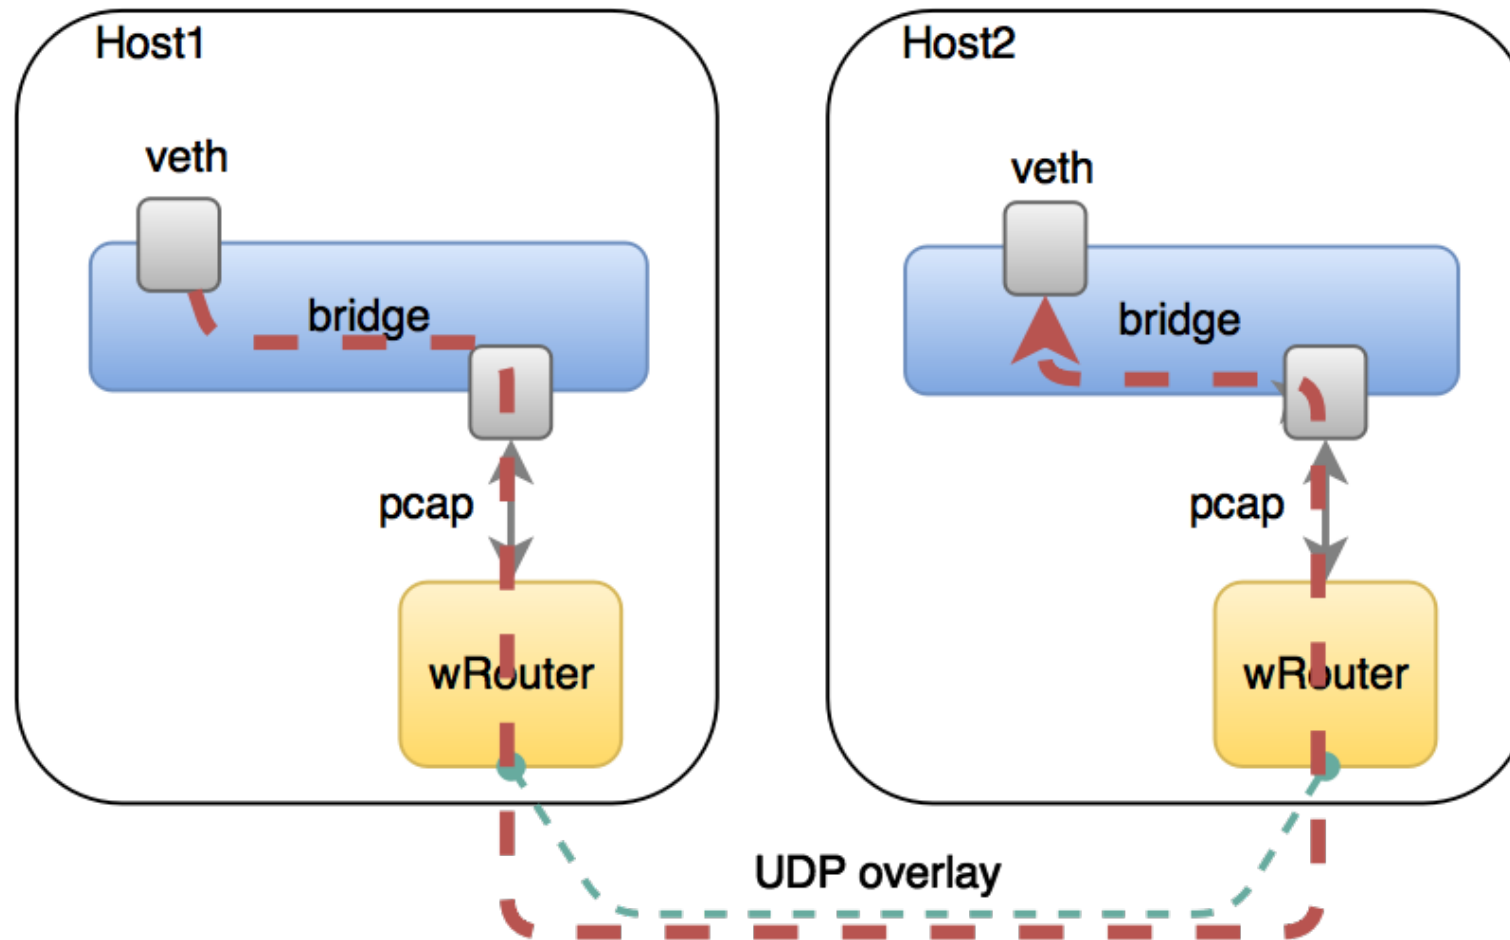 Host1
veth
bridge
pcap
wRouter
Host2
veth
bridge
pcap
wRouter
UDP overlay